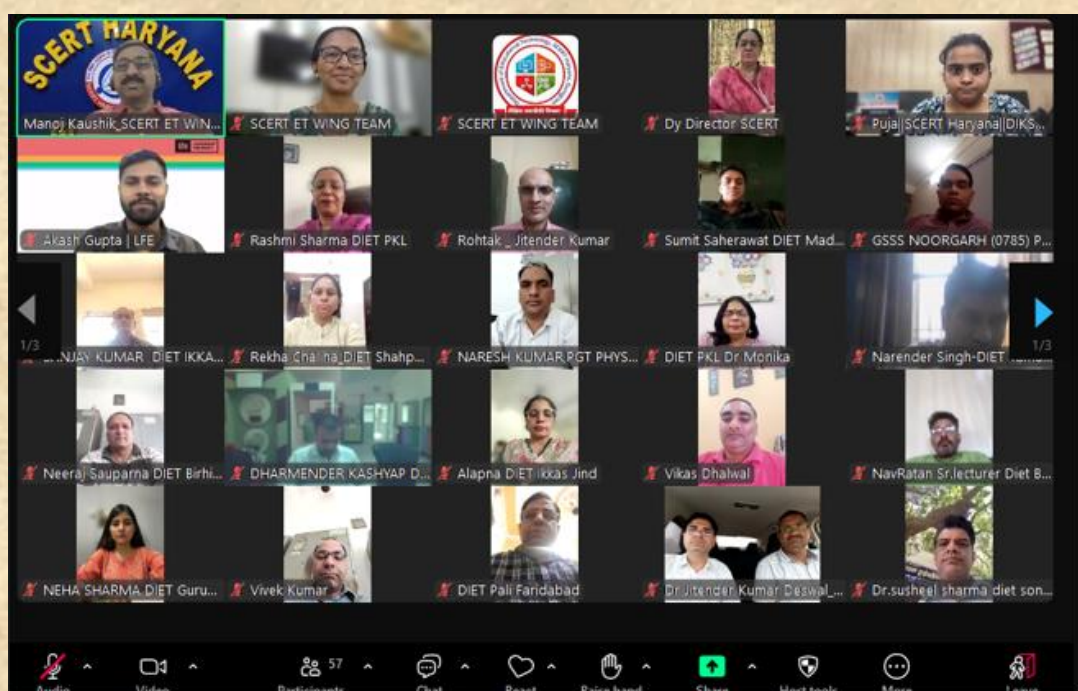 SCERT HARYANA
Manoj Kaushik_SCERT ET WIN...
SCERT ET WING TEAM
SCERT ET WING TEAM
Dy Director SCERT
Puja||SCERT Haryana||DIKS...
Akash Gupta | LFE
Rashmi Sharma DIET PKL
Rohtak _ Jitender Kumar
Sumit Saherawat DIET Mad...
GSSS NOORGARH (0785) P...
1/3
KUMAR DIET IKKA...
Rekha DIET Shahp...
NARESH KUMAR PGT PHYS...
DIET PKL Dr Monika
Narender Singh-DIET
1/3
Neeraj Sauparna DIET Birhi...
DHARMENDER KASHYAP D...
Alapna DIET Ikkas Jind
Vikas Dhalwal
NavRatan Sr.lecturer Diet B...
NEHA SHARMA DIET Guru...
Vivek Kumar
DIET Pali Faridabad
Dr Jitender Kumar Deswal_...
Dr.susheel sharma diet son...
57
Audio
Video
Participants
Chat
React
Raise hand
Share
Host tools
More
Leave